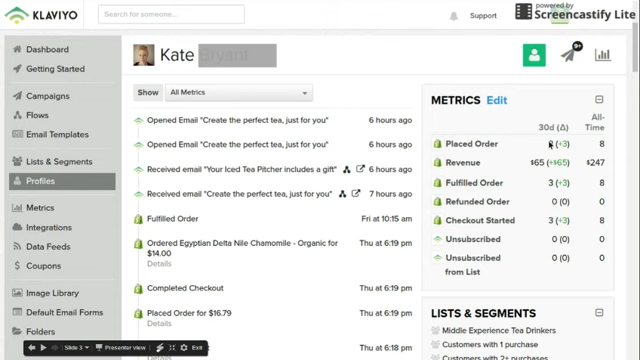 KLAVIYO
Search for someone...
Support
powered by
Screencastify Lite
Dashboard
Getting Started
Campaigns
Flows
Email Templates
Lists & Segments
Profiles
Metrics
Integrations
Data Feeds
Coupons
Image Library
Default Email Forms
Folders
Kate
9+
Show
All Metrics
Opened Email "Create the perfect tea, just for you"
6 hours ago
Opened Email "Create the perfect tea, just for you"
6 hours ago
Received email "Your Iced Tea Pitcher includes a gift"
6 hours ago
Received email "Create the perfect tea, just for you"
7 hours ago
Fulfilled Order
Fri at 10:15 am
Ordered Egyptian Delta Nile Chamomile - Organic for
$14.00
Thu at 6:19 pm
Details
Completed Checkout
Thu at 6:19 pm
Placed Order for $16.79
Thu at 6:19 pm
Details
Thu at 6:18 pm
METRICS Edit
30d (Δ)
All-
Time
Placed Order (+3) 8
Revenue $65 (+$65) $247
Fulfilled Order 3 (+3) 8
Refunded Order 0 (0) 0
Checkout Started 3 (+3) 8
Unsubscribed 0 (0) 0
Unsubscribed 0 (0) 0
from List
LISTS & SEGMENTS
Middle Experience Tea Drinkers
Customers with 1 purchase
Customers with 2+ purchases
Slide 3
Presenter view
Exit